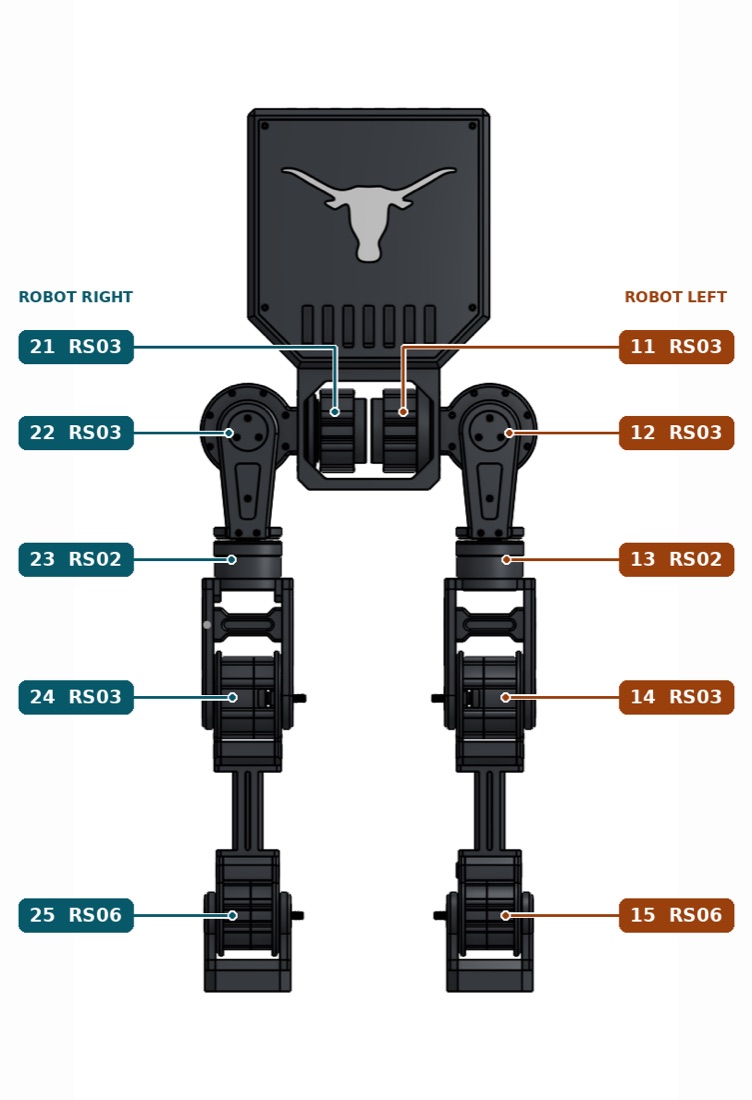 ROBOT RIGHT
ROBOT LEFT
21 RS03
11 RS03
22 RS03
12 RS03
23 RS02
13 RS02
24 RS03
14 RS03
25 RS06
15 RS06